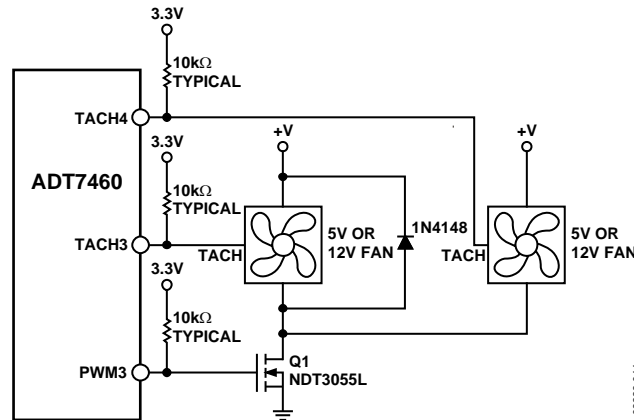 3.3V
10kΩ
TYPICAL
TACH4
3.3V
+V
+V
ADT7460
10kΩ
TYPICAL
5V OR
12V FAN
1N4148
5V OR
12V FAN
TACH3
TACH
TACH
3.3V
10kΩ
TYPICAL
Q1
NDT3055L
PWM3